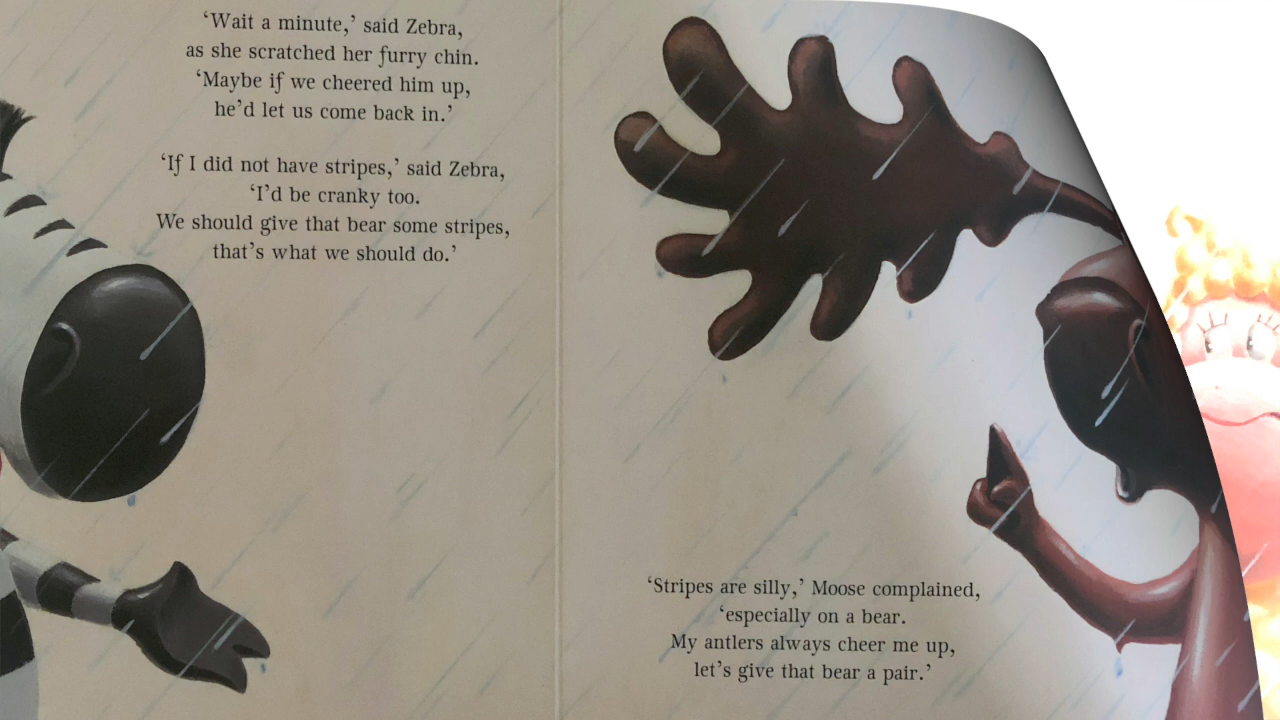 ‘Wait a minute,’ said Zebra,
as she scratched her furry chin.
‘Maybe if we cheered him up,
he’d let us come back in.’
‘If I did not have stripes,’ said Zebra,
‘I’d be cranky too.
We should give that bear some stripes,
that’s what we should do.’
‘Stripes are silly,’ Moose complained,
‘especially on a bear.
My antlers always cheer me up,
let’s give that bear a pair.’